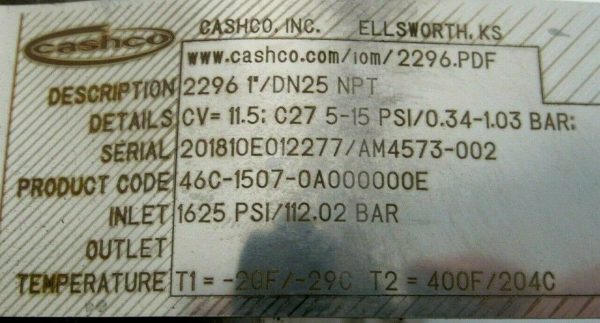 cashco CASHCO, INC. ELLSWORTH, KS
www.cashco.com/iom/2296.PDF
DESCRIPTION 2296 1"/DN25 NPT
DETAILS CV= 11.5; C27 5-15 PSI/0.34-1.03 BAR;
SERIAL 201810E012277/AM4573-002
PRODUCT CODE 46C-1507-0A000000E
INLET 1625 PSI/112.02 BAR
OUTLET
TEMPERATURE T1 = -20F/-29C T2 = 400F/204C